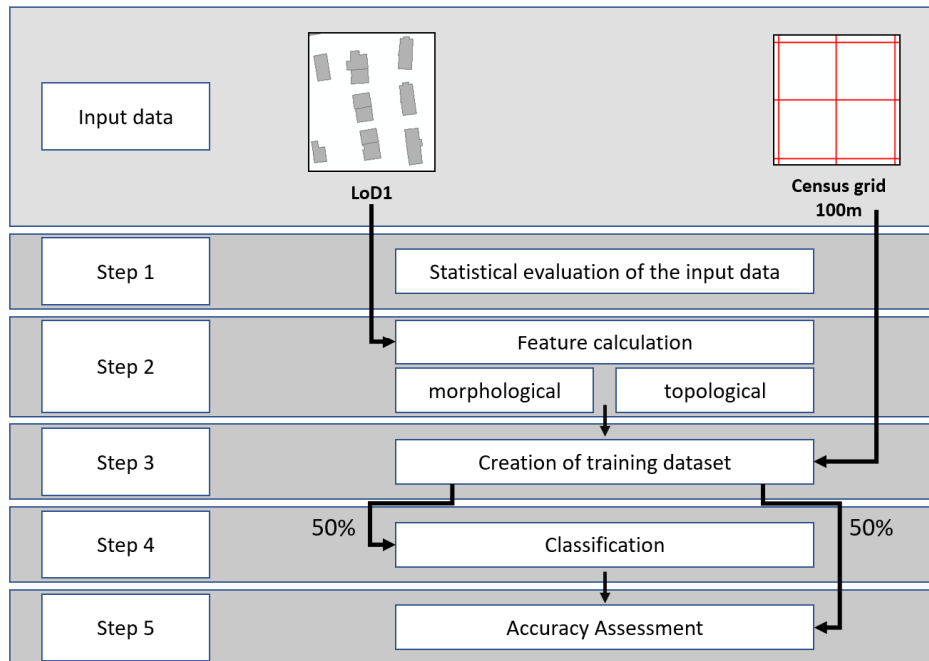 Input data
LoD1
Census grid
100m
Step 1
Statistical evaluation of the input data
Step 2
Feature calculation
morphological
topological
Step 3
Creation of training dataset
50%
50%
Step 4
Classification
Step 5
Accuracy Assessment